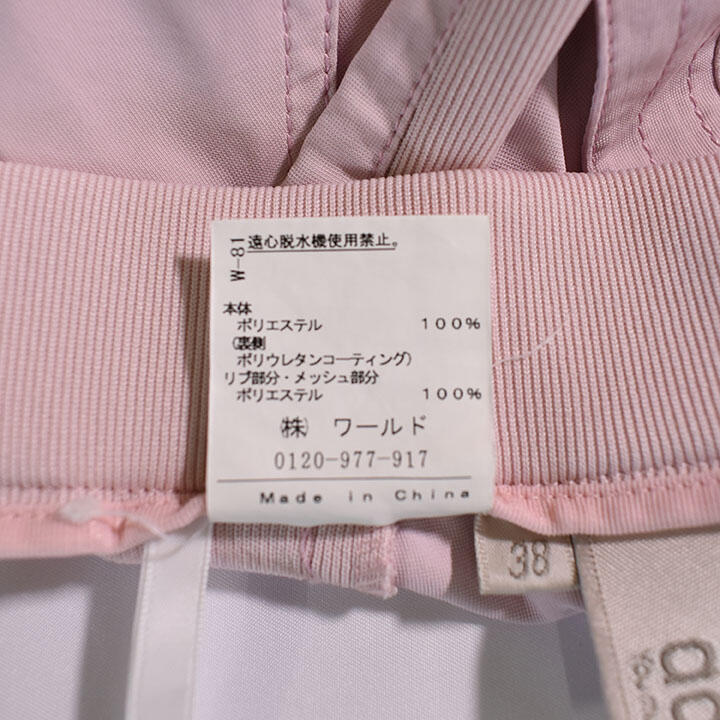 W-81
遠心脱水機使用禁止。
本体
ポリエステル 100%
(裏側
ポリウレタンコーティング)
リブ部分・メッシュ部分
ポリエステル 100%
㈱ ワールド
0120-977-917
Made in China
38